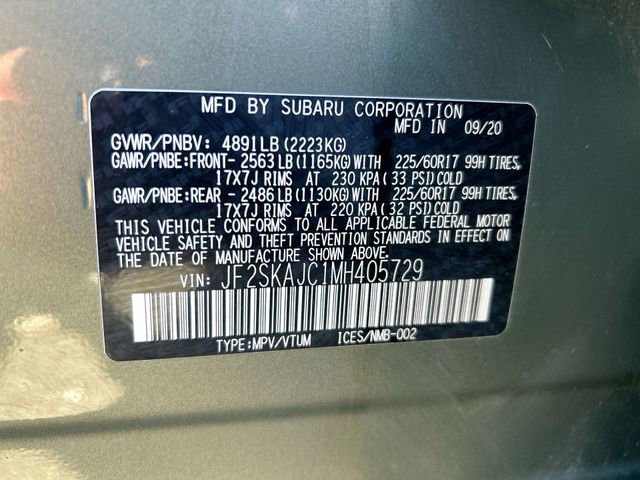 MFD BY SUBARU CORPORATION
MFD IN 09/20
GVWR/PNBV: 4891LB(2223KG)
GAWR/PNBE:FRONT- 2563LB(1165KG)WITH 225/60R17 99H TIRES,
17X7J RIMS AT 230 KPA(33 PSI)COLD
GAWR/PNBE:REAR - 2486LB(1130KG)WITH 225/60R17 99H TIRES,
17X7J RIMS AT 220 KPA(32 PSI)COLD
THIS VEHICLE CONFORMS TO ALL APPLICABLE FEDERAL MOTOR
VEHICLE SAFETY AND THEFT PREVENTION STANDARDS IN EFFECT ON
THE DATE OF MANUFACTURE SHOWN ABOVE.
VIN: JF2SKAJC1MH405729
TYPE:MPV/VTUM ICES/NMB-002